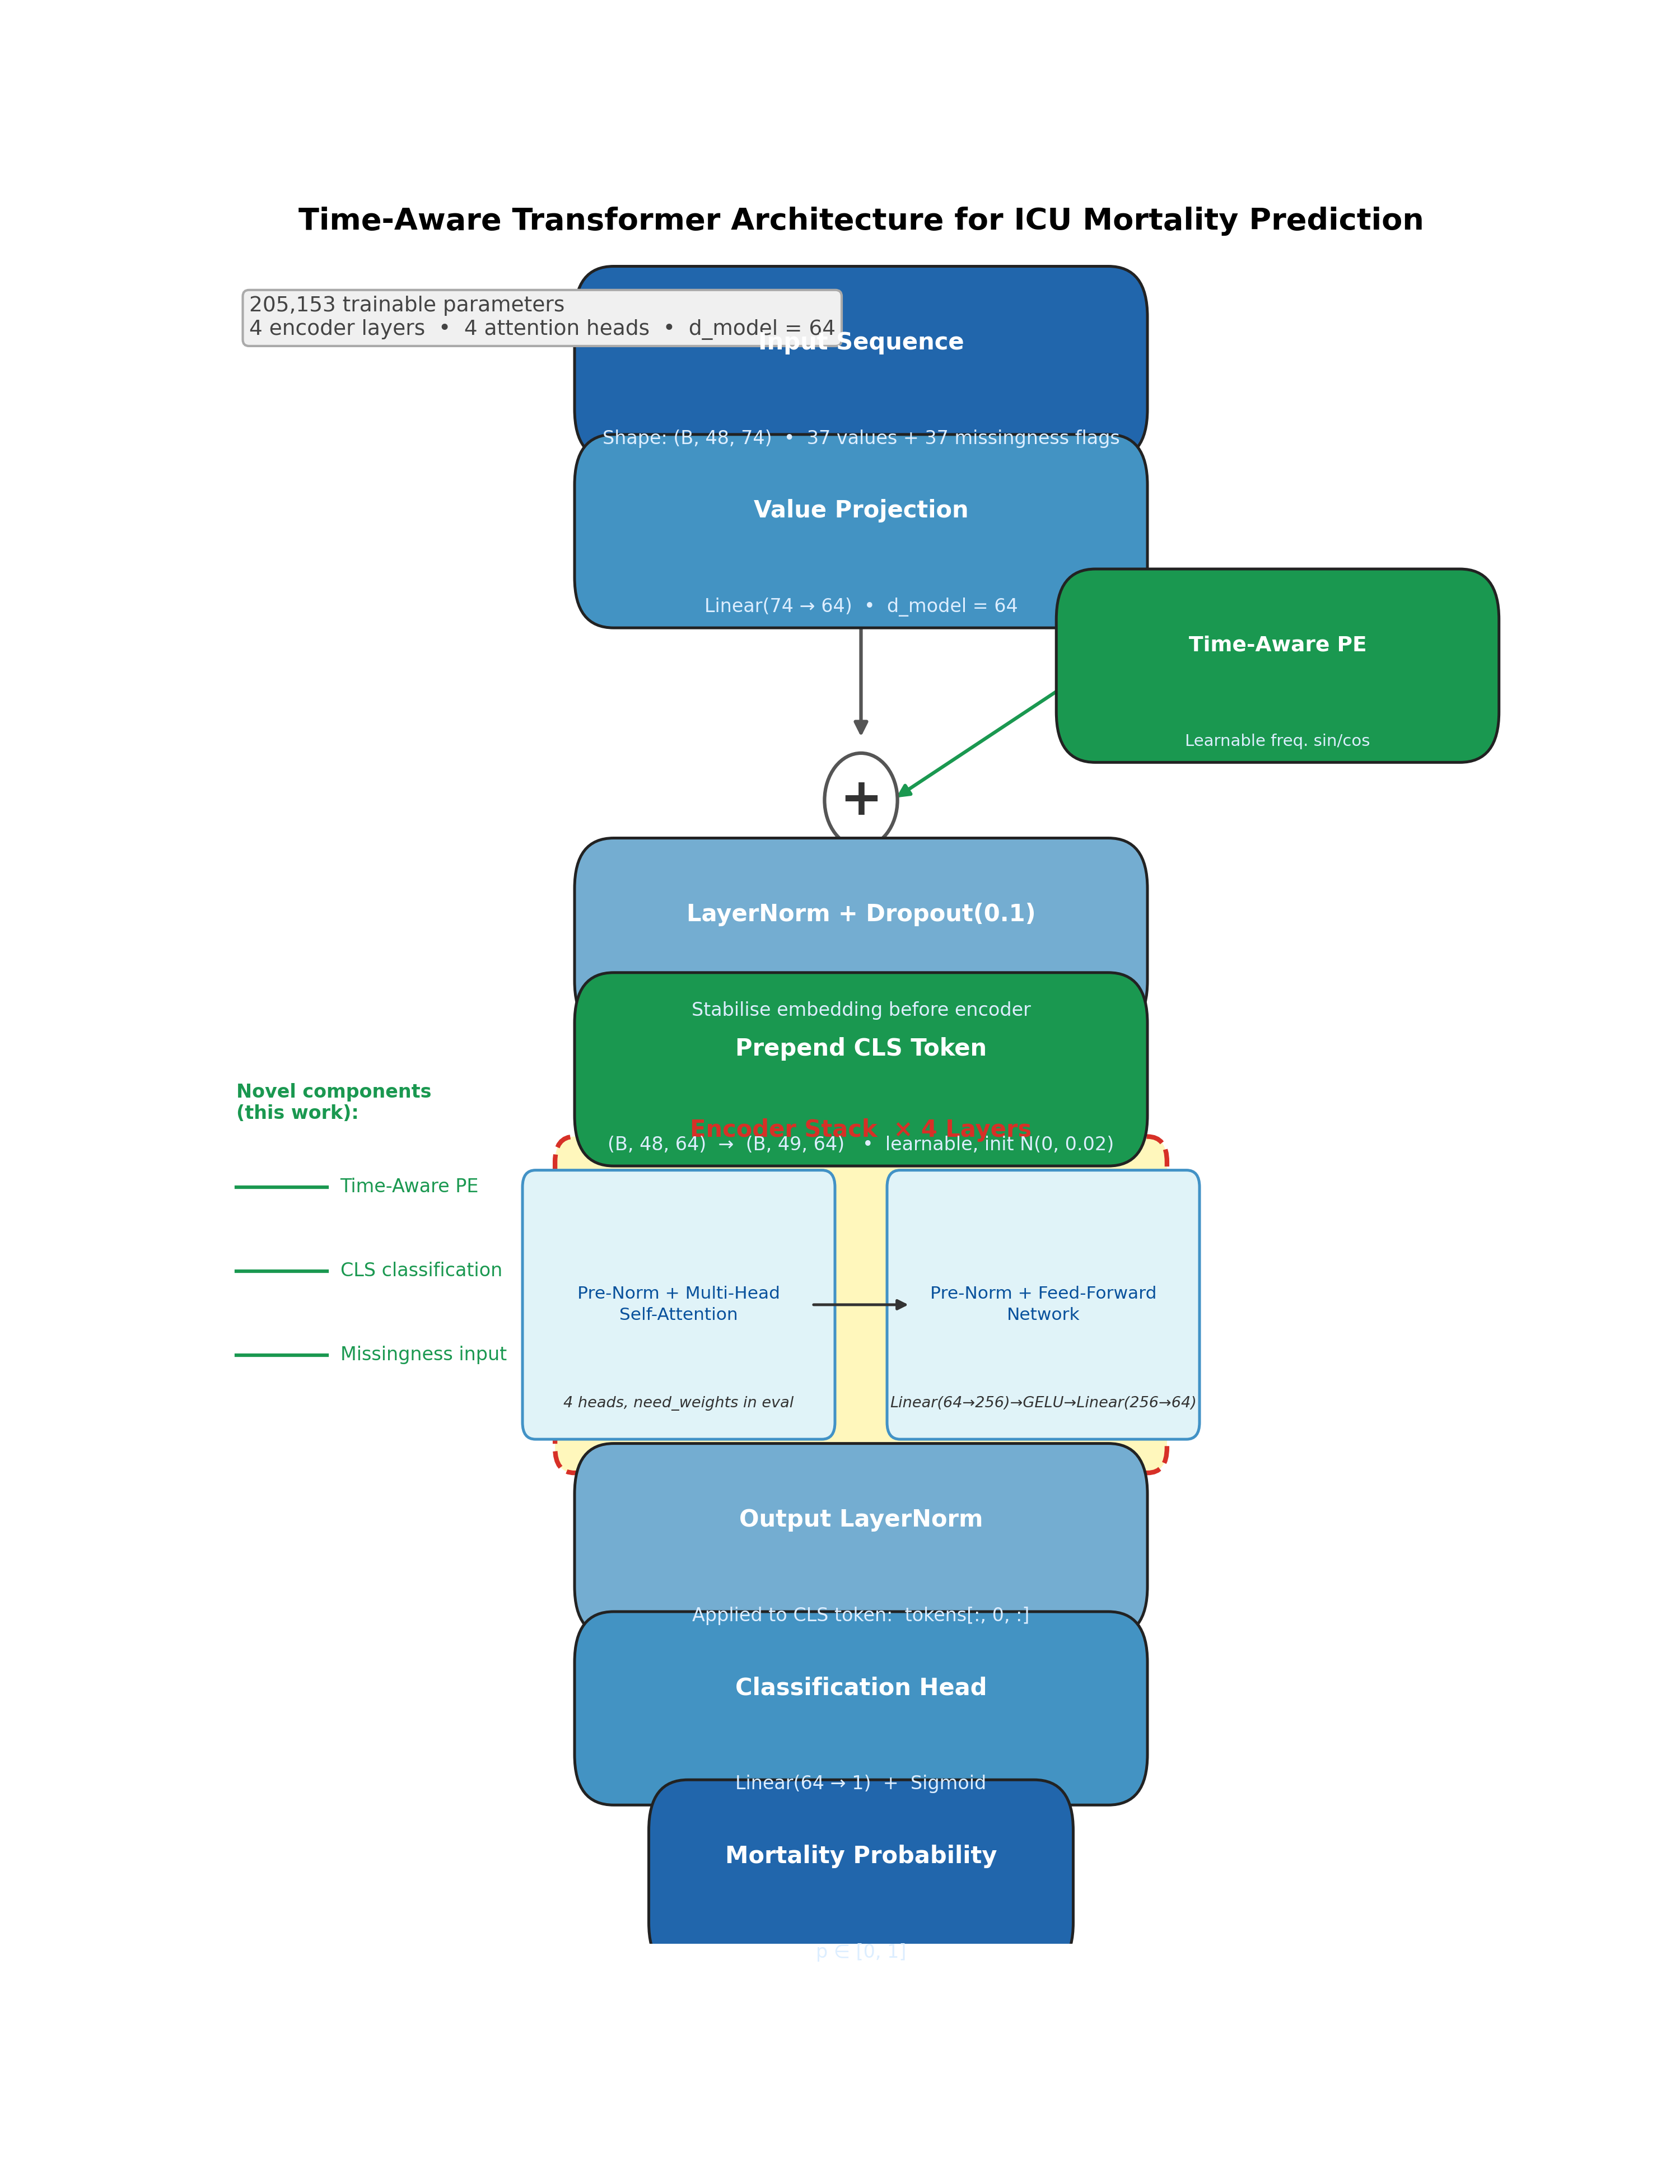 Time-Aware Transformer Architecture for ICU Mortality Prediction
205,153 trainable parameters
4 encoder layers • 4 attention heads • d_model = 64
Input Sequence
Shape: (B, 48, 74) • 37 values + 37 missingness flags
Value Projection
Linear(74 → 64) • d_model = 64
Time-Aware PE
Learnable freq. sin/cos
+
LayerNorm + Dropout(0.1)
Stabilise embedding before encoder
Prepend CLS Token
Encoder Stack × 4 Layers
(B, 48, 64) → (B, 49, 64) • learnable, init N(0, 0.02)
Novel components
(this work):
Time-Aware PE
CLS classification
Missingness input
Pre-Norm + Multi-Head
Self-Attention
4 heads, need_weights in eval
Pre-Norm + Feed-Forward
Network
Linear(64→256)→GELU→Linear(256→64)
Output LayerNorm
Applied to CLS token: tokens[:, 0, :]
Classification Head
Linear(64 → 1) + Sigmoid
Mortality Probability
p ∈ [0, 1]